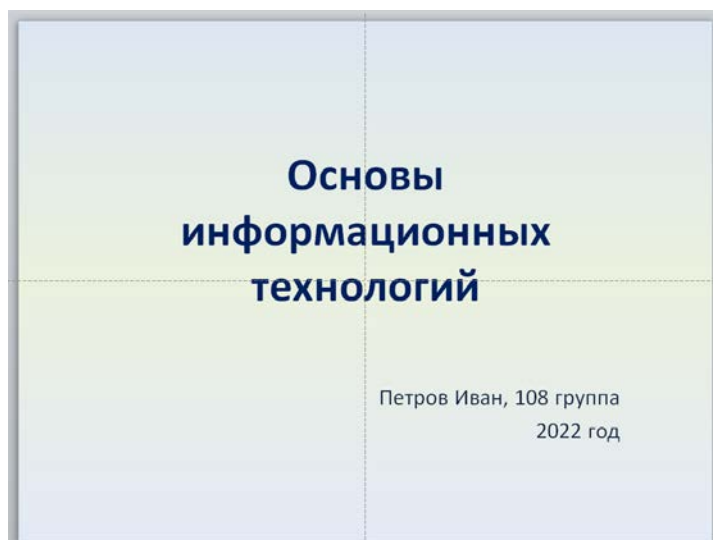 Основы
информационных
технологий
Петров Иван, 108 группа
2022 год